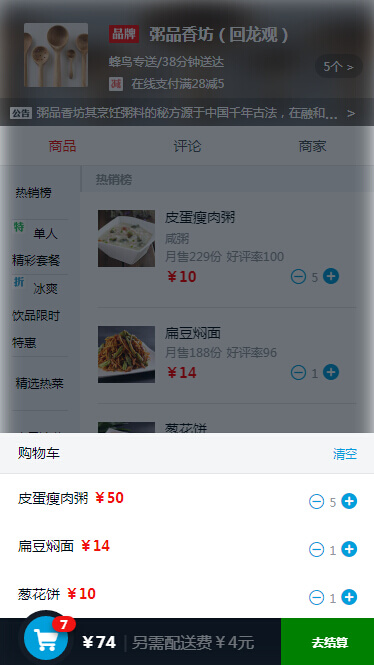 品牌 粥品香坊（回龙观）
蜂鸟专送/38分钟送达
减 在线支付满28减5
5个 >
公告 粥品香坊其烹饪粥料的秘方源于中国千年古法，在融和... >
商品 评论 商家
热销榜
特 单人精彩套餐
折 冰爽饮品限时特惠
精选热菜
热销榜
皮蛋瘦肉粥
咸粥
月售229份 好评率100
￥10 5
扁豆焖面
月售188份 好评率96
￥14 1
葱花饼
购物车 清空
皮蛋瘦肉粥 ￥50 5
扁豆焖面 ￥14 1
葱花饼 ￥10 1
7
￥74 另需配送费￥4元 去结算